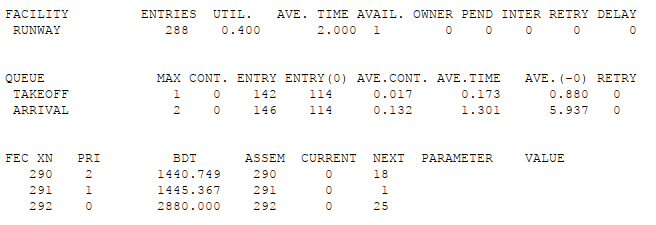 FACILITY ENTRIES UTIL. AVE. TIME AVAIL. OWNER PEND INTER RETRY DELAY
RUNWAY 288 0.400 2.000 1 0 0 0 0 0
QUEUE MAX CONT. ENTRY ENTRY(0) AVE.CONT. AVE.TIME AVE.(-0) RETRY
TAKEOFF 1 0 142 114 0.017 0.173 0.880 0
ARRIVAL 2 0 146 114 0.132 1.301 5.937 0
FEC XN PRI BDT ASSEM CURRENT NEXT PARAMETER VALUE
290 2 1440.749 290 0 18
291 1 1445.367 291 0 1
292 0 2880.000 292 0 25